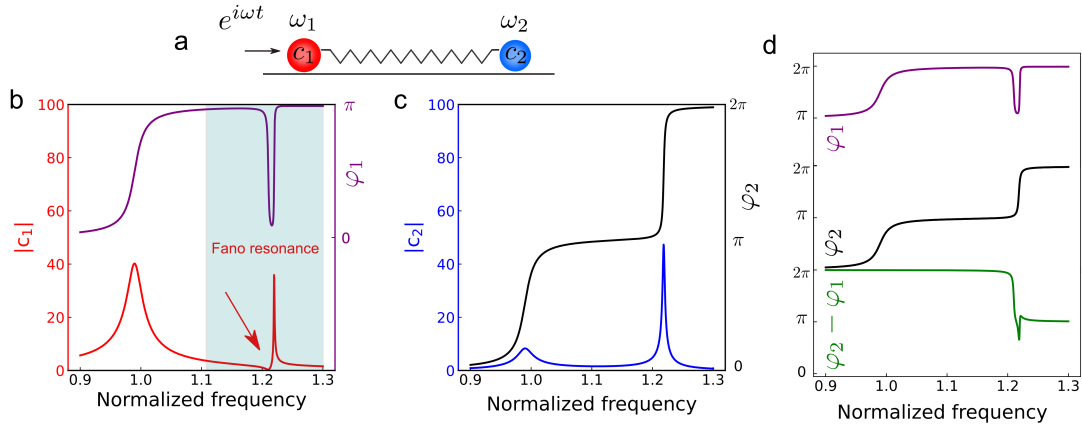 a
e^{iωt}
ω₁
ω₂
c₁
c₂
b
100
80
60
40
20
0
|c₁|
π
0
φ₁
Fano resonance
0.9
1.0
1.1
1.2
1.3
Normalized frequency
c
100
80
60
40
20
0
|c₂|
2π
π
0
φ₂
0.9
1.0
1.1
1.2
1.3
Normalized frequency
d
2π
π
φ₁
2π
π
φ₂
2π
π
0
φ₂ − φ₁
0.9
1.0
1.1
1.2
1.3
Normalized frequency